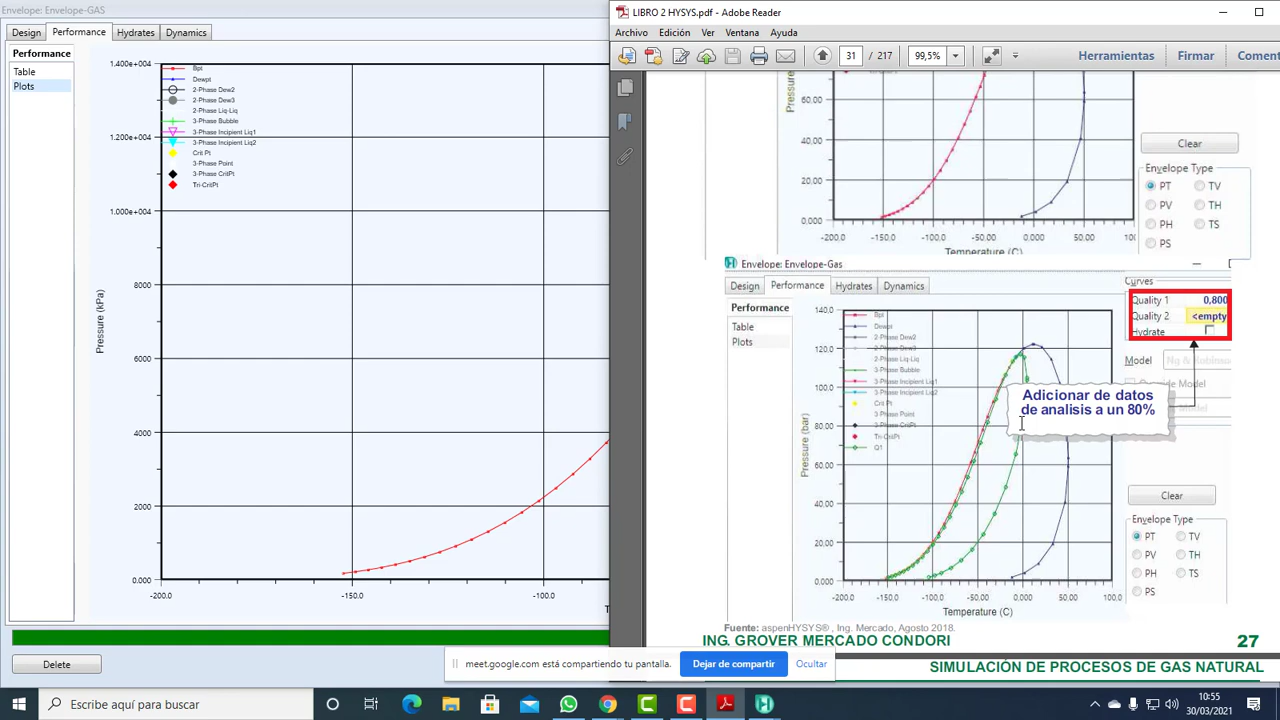 Envelope: Envelope-GAS
Design
Performance
Hydrates
Dynamics
Performance
Table
Plots
1.400e+004
1.200e+004
1.000e+004
8000
6000
4000
2000
0.000
Pressure (kPa)
-200.0
-150.0
-100.0
Bpt
Dewpt
2-Phase Dew2
2-Phase Dew3
2-Phase Liq-Liq
3-Phase Bubble
3-Phase Incipient Liq1
3-Phase Incipient Liq2
Crit Pt
3-Phase Point
3-Phase CritPt
Tri-CritPt
Delete
LIBRO 2 HYSYS.pdf - Adobe Reader
Archivo
Edición
Ver
Ventana
Ayuda
31
/ 217
99,5%
Herramientas
Firmar
Coment
Pressure
60.00
40.00
20.00
0.000
-200.0
-150.0
-100.0
-50.00
0.000
50.00
Temperature (C)
Clear
Envelope Type
PT
TV
PV
TH
PH
TS
PS
Envelope: Envelope-Gas
Design
Performance
Hydrates
Dynamics
Performance
Table
Plots
140.0
120.0
100.0
80.00
60.00
40.00
20.00
0.000
Pressure (bar)
Bpt
Dewpt
2-Phase Dew2
2-Phase Dew3
2-Phase Liq-Liq
3-Phase Bubble
3-Phase Incipient Liq1
3-Phase Incipient Liq2
Crit Pt
3-Phase Point
3-Phase CritPt
Tri-CritPt
Q1
-200.0
-150.0
-100.0
-50.00
0.000
50.00
100.0
Temperature (C)
Curves
Quality 1
0,800
Quality 2
<empty
Hydrate
Model
Ng & Robinson
Model
Adicionar de datos
de analisis a un 80%
Clear
Envelope Type
PT
TV
PV
TH
PH
TS
PS
Fuente: aspenHYSYS® , Ing. Mercado, Agosto 2018.
ING. GROVER MERCADO CONDORI
27
SIMULACIÓN DE PROCESOS DE GAS NATURAL
meet.google.com está compartiendo tu pantalla.
Dejar de compartir
Ocultar
Escribe aquí para buscar
10:55
30/03/2021